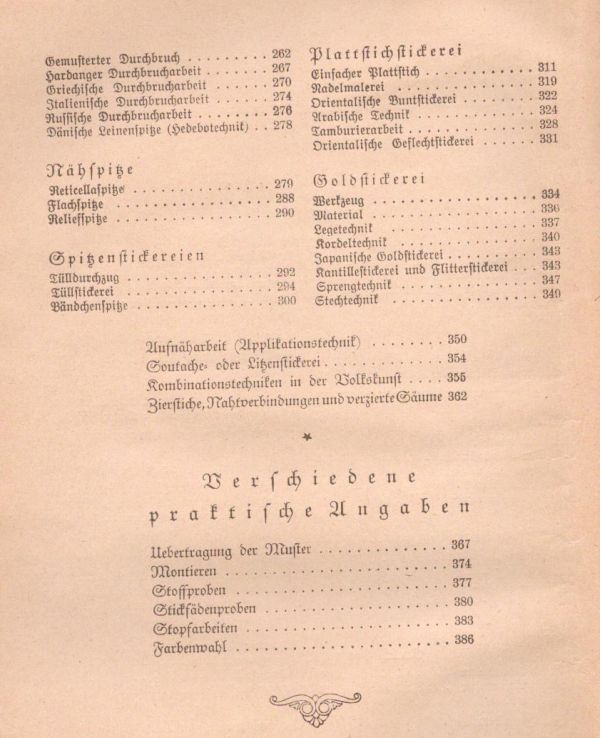 Gemusterter Durchbruch . . . . . . . . . 262
Hardanger Durchbrucharbeit . . . . . . . 267
Griechische Durchbrucharbeit . . . . . . 270
Italienische Durchbrucharbeit . . . . . . 274
Russische Durchbrucharbeit . . . . . . . 276
Dänische Leinenspitze (Hedebotechnik) . . 278
Nähspitze
Reticellaspitze . . . . . . . . . . . . 279
Flachspitze . . . . . . . . . . . . . . 288
Reliefspitze . . . . . . . . . . . . . . 290
Spitzenstickereien
Tülldurchzug . . . . . . . . . . . . . . 292
Tüllstickerei . . . . . . . . . . . . . 294
Bändchenspitze . . . . . . . . . . . . . 300
Plattstichstickerei
Einfacher Plattstich . . . . . . . . . . 311
Nadelmalerei . . . . . . . . . . . . . . 319
Orientalische Buntstickerei . . . . . . . 322
Arabische Technik . . . . . . . . . . . 324
Tamburierarbeit . . . . . . . . . . . . 328
Orientalische Geflechtstickerei . . . . . 331
Goldstickerei
Werkzeug . . . . . . . . . . . . . . . . 334
Material . . . . . . . . . . . . . . . . 336
Legetechnik . . . . . . . . . . . . . . 337
Kordeltechnik . . . . . . . . . . . . . 340
Japanische Goldstickerei . . . . . . . . 343
Kantillestickerei und Flitterstickerei . . . 343
Sprengtechnik . . . . . . . . . . . . . 347
Stechtechnik . . . . . . . . . . . . . . 349
Aufnäharbeit (Applikationstechnik) . . . . . 350
Soutache- oder Litzenstickerei . . . . . . . 354
Kombinationstechniken in der Volkskunst . . . 355
Zierstiche, Nahtverbindungen und verzierte Säume 362
Verschiedene
praktische Angaben
Uebertragung der Muster . . . . . . . . . . 367
Montieren . . . . . . . . . . . . . . . . 374
Stoffproben . . . . . . . . . . . . . . . 377
Stickfädenproben . . . . . . . . . . . . . 380
Stopfarbeiten . . . . . . . . . . . . . . 383
Farbenwahl . . . . . . . . . . . . . . . . 386